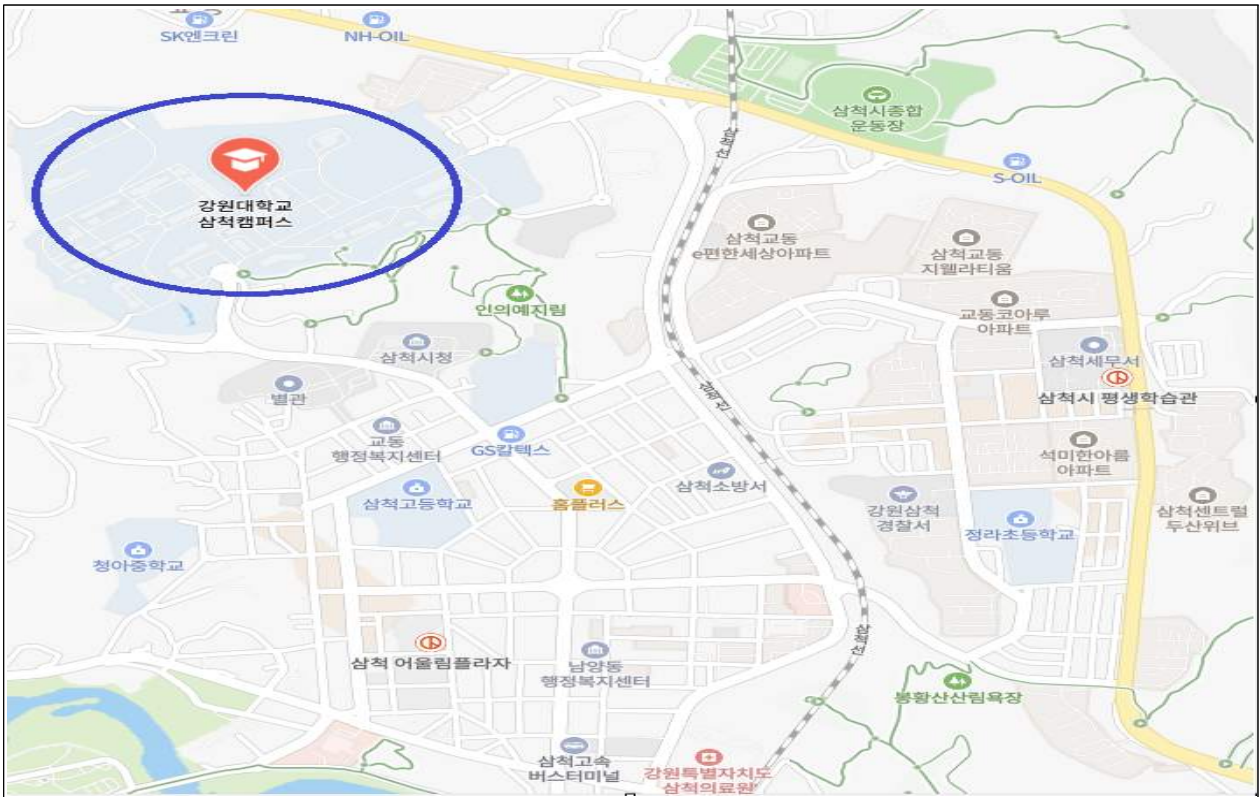 SK엔크린
NH-OIL
삼척시종합
운동장
삼척선
S-OIL
강원대학교
삼척캠퍼스
삼척교동
e편한세상아파트
삼척교동
지웰라티움
인의예지림
교동코아루
아파트
삼척시청
삼척세무서
별관
삼척선
삼척시 평생학습관
교동
행정복지센터
GS칼텍스
석미한아름
아파트
삼척고등학교
홈플러스
삼척소방서
강원삼척
경찰서
정라초등학교
삼척센트럴
두산위브
청아중학교
삼척 어울림플라자
남양동
행정복지센터
삼척선
봉황산산림욕장
삼척고속
버스터미널
강원특별자치도
삼척의료원